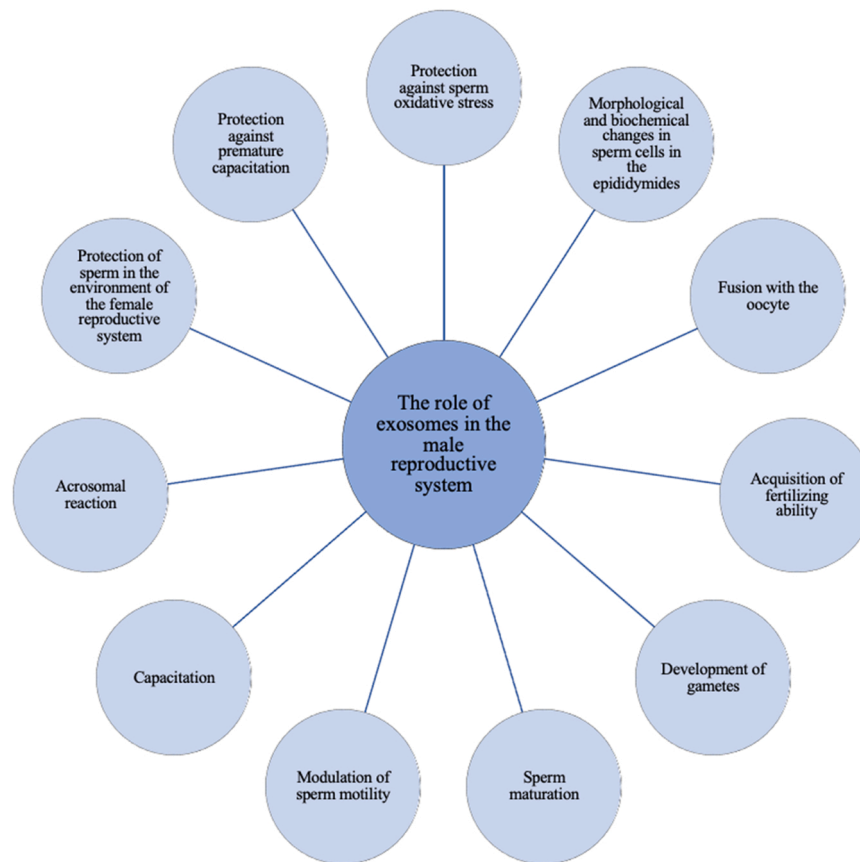 Protection
against sperm
oxidative stress
Morphological
and biochemical
changes in
sperm cells in
the
epididymides
Fusion with the
oocyte
Acquisition of
fertilizing
ability
Development of
gametes
Sperm
maturation
Modulation of
sperm motility
Capacitation
Acrosomal
reaction
Protection of
sperm in the
environment of
the female
reproductive
system
Protection
against
premature
capacitation
The role of
exosomes in the
male
reproductive
system